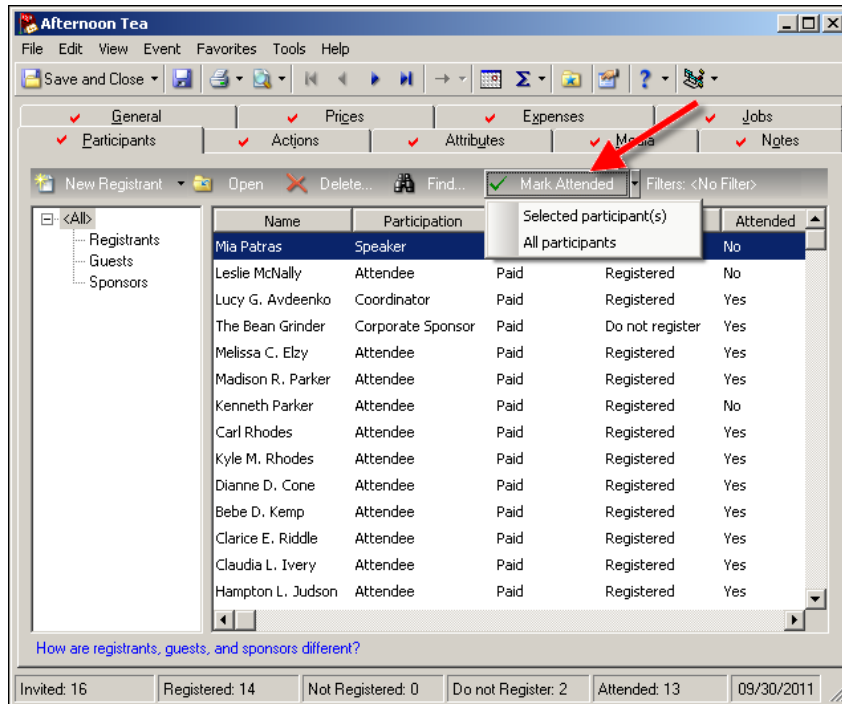 Afternoon Tea
File Edit View Event Favorites Tools Help
Save and Close
General Prices Expenses Jobs
Participants Actions Attributes Media Notes
New Registrant Open Delete... Find... Mark Attended Filters: <No Filter>
Selected participant(s)
All participants
<All>
Registrants
Guests
Sponsors
Name Participation Attended
Mia Patras Speaker No
Leslie McNally Attendee Paid Registered No
Lucy G. Avdeenko Coordinator Paid Registered Yes
The Bean Grinder Corporate Sponsor Paid Do not register Yes
Melissa C. Elzy Attendee Paid Registered Yes
Madison R. Parker Attendee Paid Registered Yes
Kenneth Parker Attendee Paid Registered No
Carl Rhodes Attendee Paid Registered Yes
Kyle M. Rhodes Attendee Paid Registered Yes
Dianne D. Cone Attendee Paid Registered Yes
Bebe D. Kemp Attendee Paid Registered Yes
Clarice E. Riddle Attendee Paid Registered Yes
Claudia L. Ivery Attendee Paid Registered Yes
Hampton L. Judson Attendee Paid Registered Yes
How are registrants, guests, and sponsors different?
Invited: 16 Registered: 14 Not Registered: 0 Do not Register: 2 Attended: 13 09/30/2011